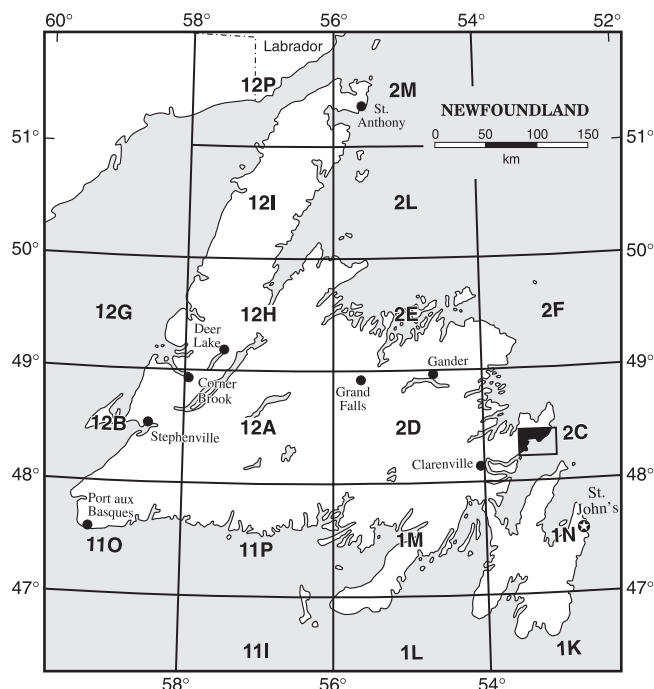 60° 58° 56° 54° 52°
Labrador
12P
2M
St.
Anthony
NEWFOUNDLAND
0 50 100 150
km
51°
51°
12I
2L
50°
50°
12G
12H
2E
2F
Deer
Lake
Gander
49°
49°
Corner
Brook
Grand
Falls
12B
Stephenville
12A
2D
2C
Clarenville
48°
48°
Port aux
Basques
St.
John's
11O
11P
1M
1N
47°
47°
11I
1L
1K
58° 56° 54°